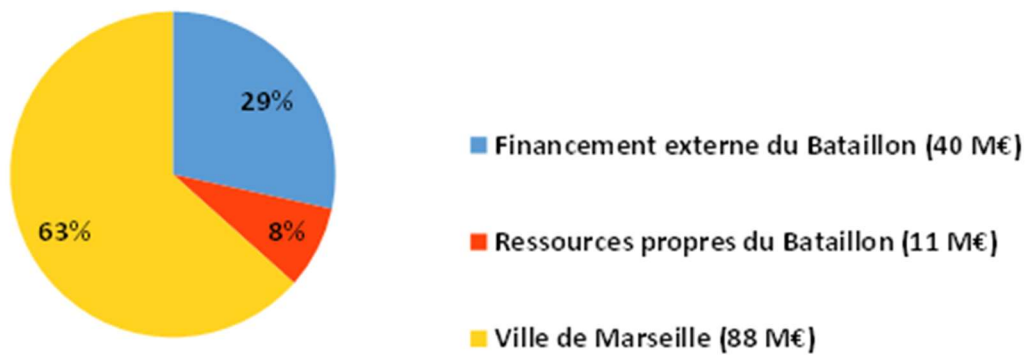 29%
Financement externe du Bataillon (40 M€)
63%
8%
Ressources propres du Bataillon (11 M€)
Ville de Marseille (88 M€)